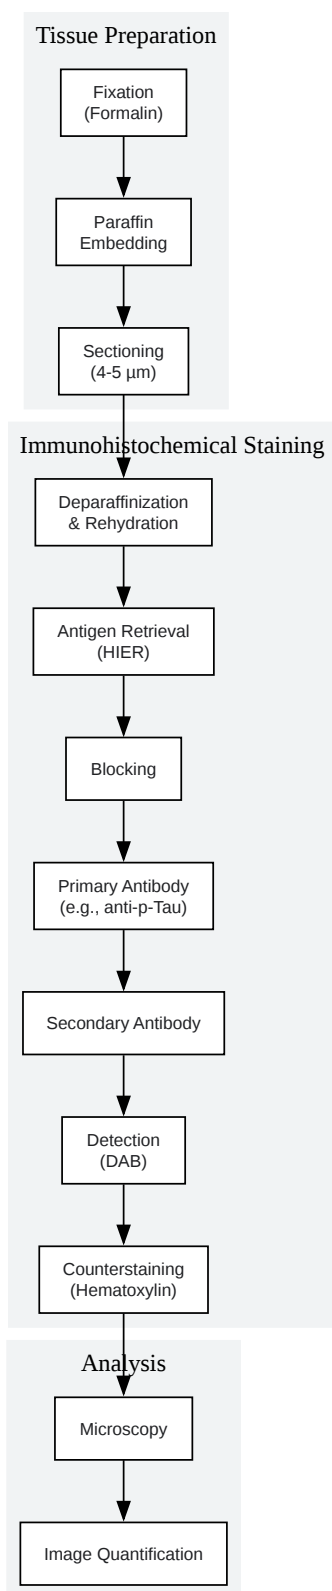 Tissue Preparation
Fixation
(Formalin)
Paraffin
Embedding
Sectioning
(4-5 µm)
Immunohistochemical Staining
Deparaffinization
& Rehydration
Antigen Retrieval
(HIER)
Blocking
Primary Antibody
(e.g., anti-p-Tau)
Secondary Antibody
Detection
(DAB)
Counterstaining
(Hematoxylin)
Analysis
Microscopy
Image Quantification